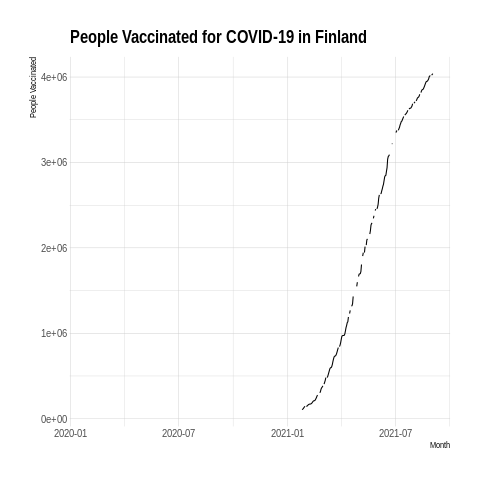 People Vaccinated for COVID-19 in Finland
People Vaccinated
4e+06
3e+06
2e+06
1e+06
0e+00
2020-01
2020-07
2021-01
2021-07
Month